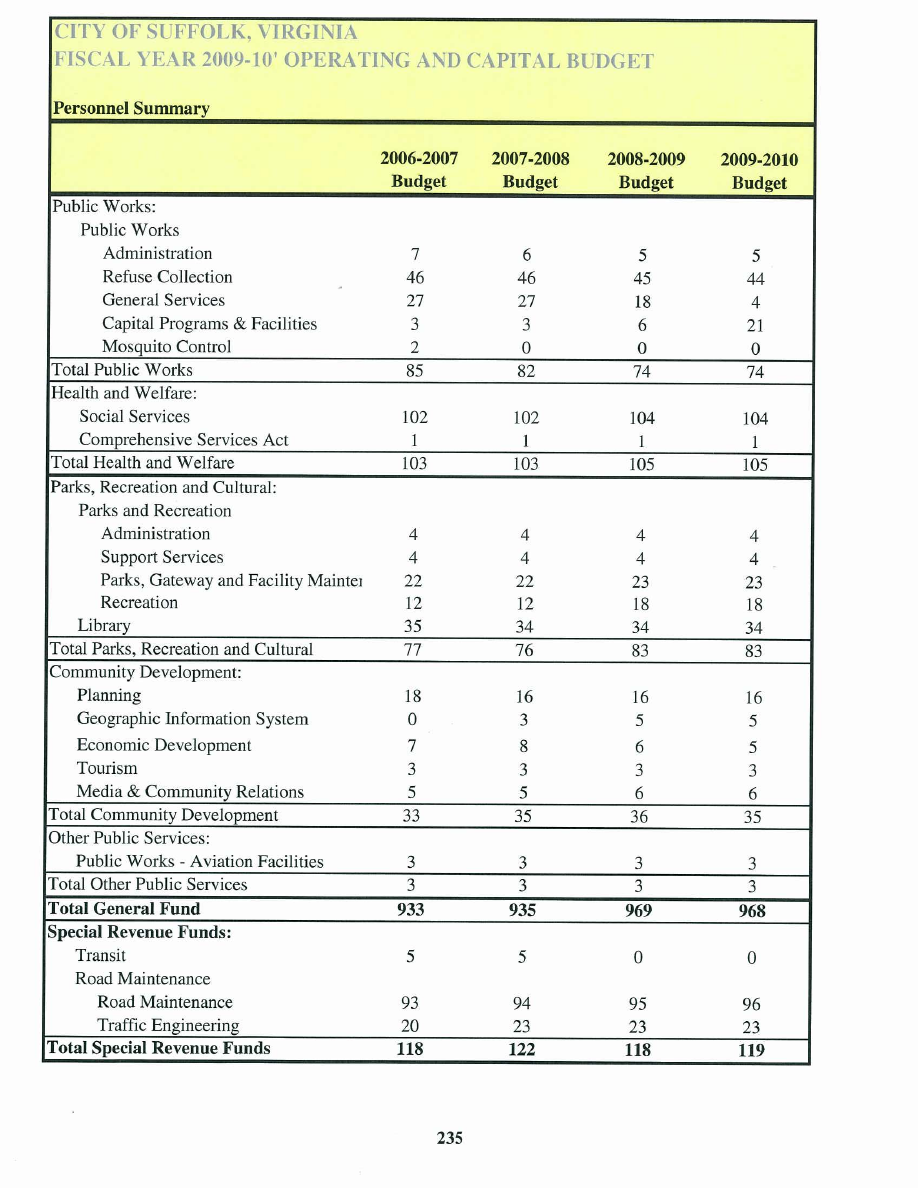 CITY OF SUFFOLK, VIRGINIA
FISCAL YEAR 2009-10' OPERATING AND CAPITAL BUDGET
Personnel Summary
2006-2007 2007-2008 2008-2009 2009-2010
Budget Budget Budget Budget
Public Works:
Public Works
Administration 7 6 5 5
Refuse Collection 46 46 45 44
General Services 27 27 18 4
Capital Programs & Facilities 3 3 6 21
Mosquito Control 2 0 0 0
Total Public Works 85 82 74 74
Health and Welfare:
Social Services 102 102 104 104
Comprehensive Services Act 1 1 1 1
Total Health and Welfare 103 103 105 105
Parks, Recreation and Cultural:
Parks and Recreation
Administration 4 4 4 4
Support Services 4 4 4 4
Parks, Gateway and Facility Mainter 22 22 23 23
Recreation 12 12 18 18
Library 35 34 34 34
Total Parks, Recreation and Cultural 77 76 83 83
Community Development:
Planning 18 16 16 16
Geographic Information System 0 3 5 5
Economic Development 7 8 6 5
Tourism 3 3 3 3
Media & Community Relations 5 5 6 6
Total Community Development 33 35 36 35
Other Public Services:
Public Works - Aviation Facilities 3 3 3 3
Total Other Public Services 3 3 3 3
Total General Fund 933 935 969 968
Special Revenue Funds:
Transit 5 5 0 0
Road Maintenance
Road Maintenance 93 94 95 96
Traffic Engineering 20 23 23 23
Total Special Revenue Funds 118 122 118 119
235